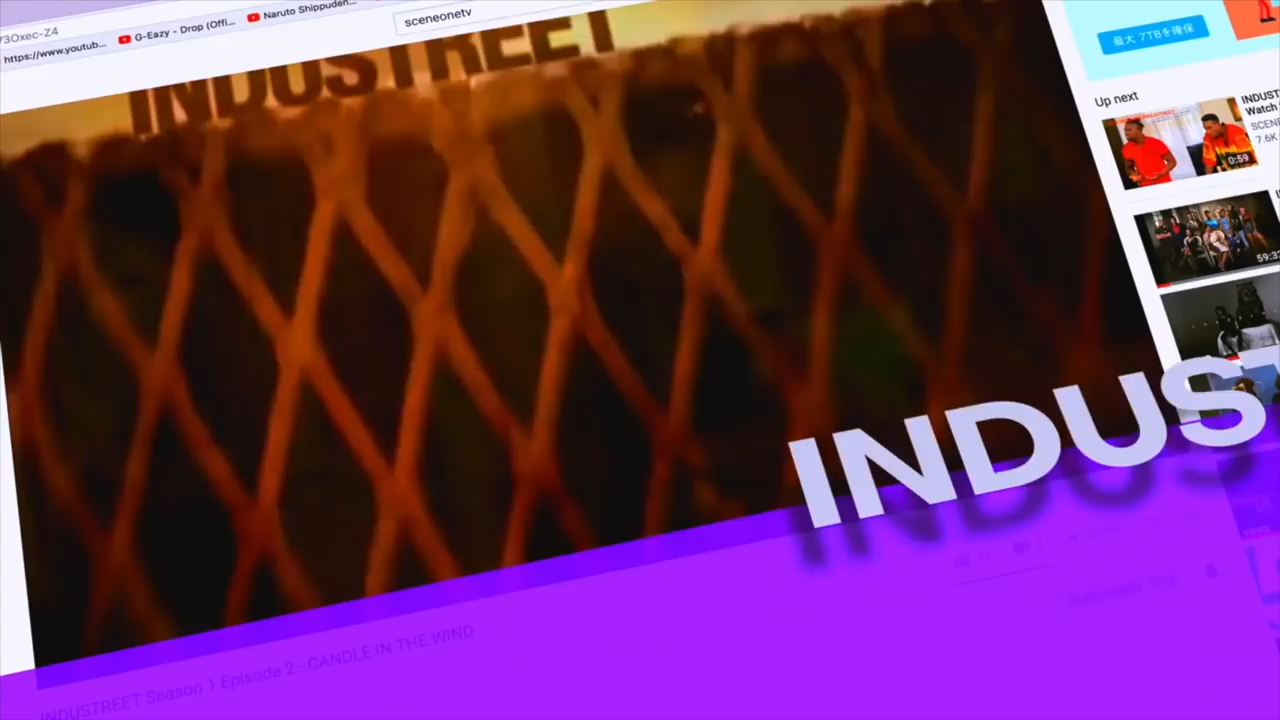 73Oxec-Z4
https://www.youtub...
G-Eazy - Drop (Offi...
Naruto Shippuden...
sceneonetv
INDUSTREET
最大 7TBを確保
Up next
INDUST
Watch
SCENE
7.6K
0:59
59:3
INDUS
INDUSTREET Season 1 Episode 2 - CANDLE IN THE WIND